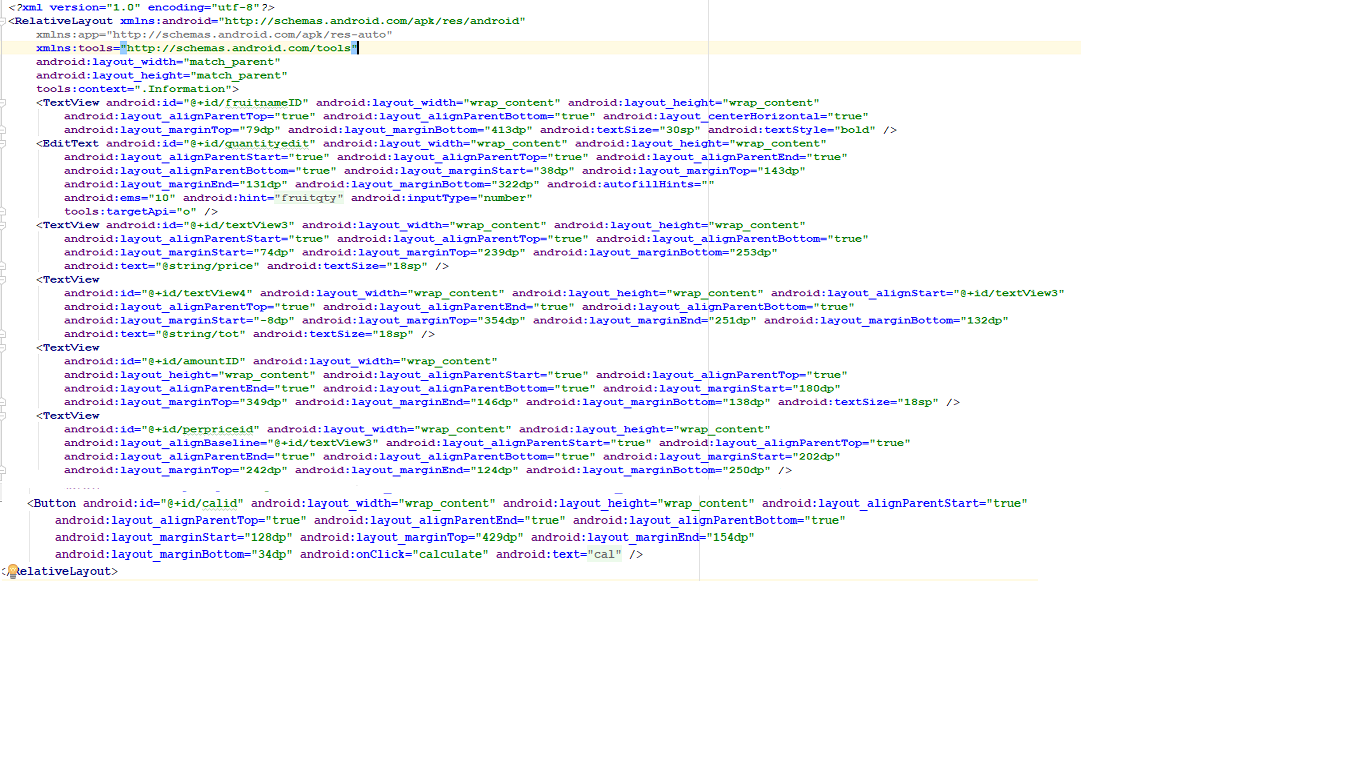 <?xml version="1.0" encoding="utf-8"?>
<RelativeLayout xmlns:android="http://schemas.android.com/apk/res/android"
xmlns:app="http://schemas.android.com/apk/res-auto"
xmlns:tools="http://schemas.android.com/tools"
android:layout_width="match_parent"
android:layout_height="match_parent"
tools:context=".Information">
<TextView android:id="@+id/fruitnameID" android:layout_width="wrap_content" android:layout_height="wrap_content"
android:layout_alignParentTop="true" android:layout_alignParentBottom="true" android:layout_centerHorizontal="true"
android:layout_marginTop="79dp" android:layout_marginBottom="413dp" android:textSize="30sp" android:textStyle="bold" />
<EditText android:id="@+id/quantityedit" android:layout_width="wrap_content" android:layout_height="wrap_content"
android:layout_alignParentStart="true" android:layout_alignParentTop="true" android:layout_alignParentEnd="true"
android:layout_alignParentBottom="true" android:layout_marginStart="38dp" android:layout_marginTop="143dp"
android:layout_marginEnd="131dp" android:layout_marginBottom="322dp" android:autofillHints=""
android:ems="10" android:hint="fruitqty" android:inputType="number"
tools:targetApi="o" />
<TextView android:id="@+id/textView3" android:layout_width="wrap_content" android:layout_height="wrap_content"
android:layout_alignParentStart="true" android:layout_alignParentTop="true" android:layout_alignParentBottom="true"
android:layout_marginStart="74dp" android:layout_marginTop="239dp" android:layout_marginBottom="253dp"
android:text="@string/price" android:textSize="18sp" />
<TextView
android:id="@+id/textView4" android:layout_width="wrap_content" android:layout_height="wrap_content" android:layout_alignStart="@+id/textView3"
android:layout_alignParentTop="true" android:layout_alignParentEnd="true" android:layout_alignParentBottom="true"
android:layout_marginStart="-8dp" android:layout_marginTop="354dp" android:layout_marginEnd="251dp" android:layout_marginBottom="132dp"
android:text="@string/tot" android:textSize="18sp" />
<TextView
android:id="@+id/amountID" android:layout_width="wrap_content"
android:layout_height="wrap_content" android:layout_alignParentStart="true" android:layout_alignParentTop="true"
android:layout_alignParentEnd="true" android:layout_alignParentBottom="true" android:layout_marginStart="180dp"
android:layout_marginTop="349dp" android:layout_marginEnd="146dp" android:layout_marginBottom="138dp" android:textSize="18sp" />
<TextView
android:id="@+id/perpriceid" android:layout_width="wrap_content" android:layout_height="wrap_content"
android:layout_alignBaseline="@+id/textView3" android:layout_alignParentStart="true" android:layout_alignParentTop="true"
android:layout_alignParentEnd="true" android:layout_alignParentBottom="true" android:layout_marginStart="202dp"
android:layout_marginTop="242dp" android:layout_marginEnd="124dp" android:layout_marginBottom="250dp" />
<Button android:id="@+id/calid" android:layout_width="wrap_content" android:layout_height="wrap_content" android:layout_alignParentStart="true"
android:layout_alignParentTop="true" android:layout_alignParentEnd="true" android:layout_alignParentBottom="true"
android:layout_marginStart="128dp" android:layout_marginTop="429dp" android:layout_marginEnd="154dp"
android:layout_marginBottom="34dp" android:onClick="calculate" android:text="cal" />
</RelativeLayout>